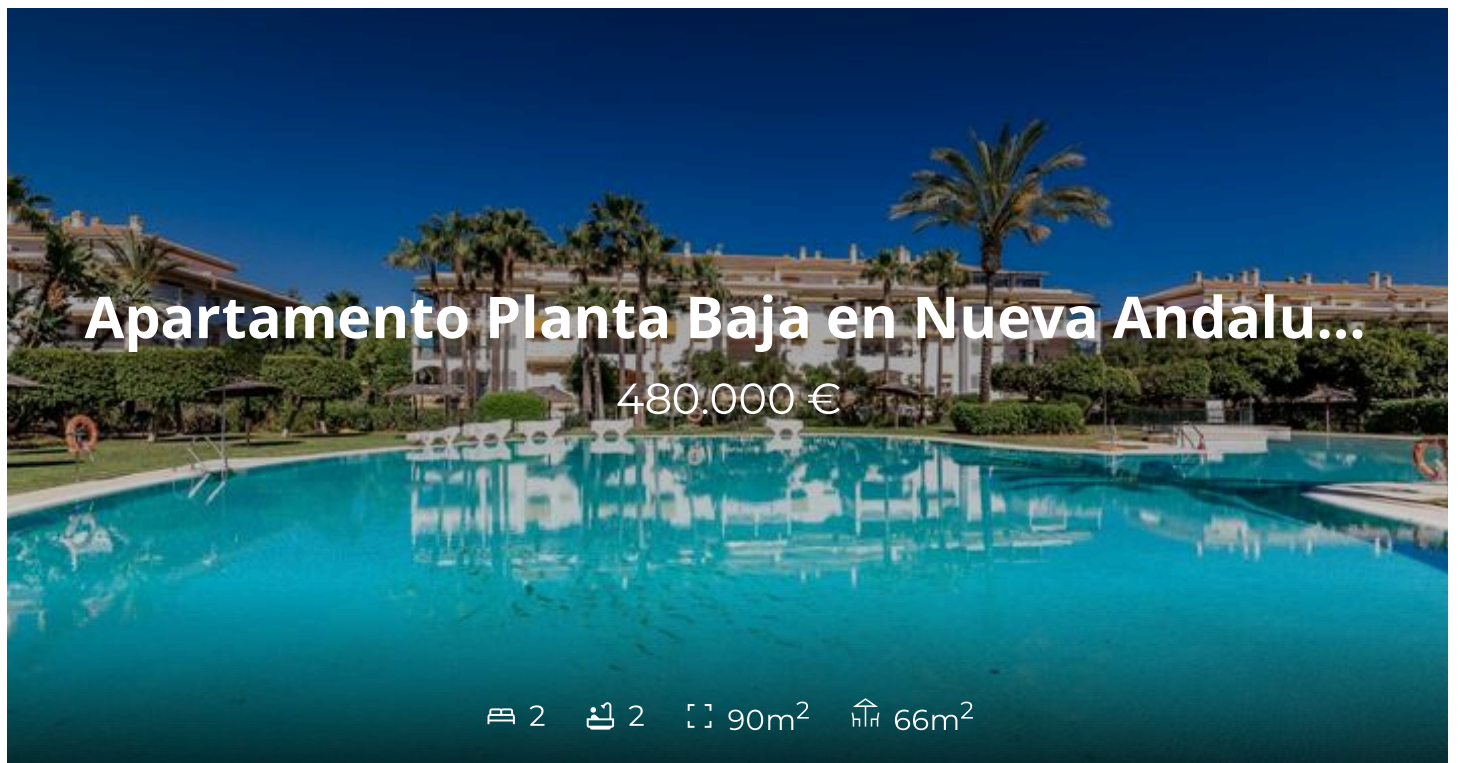 Apartamento Planta Baja en Nueva Andalu...
480.000 €
2 2 90m² 66m²